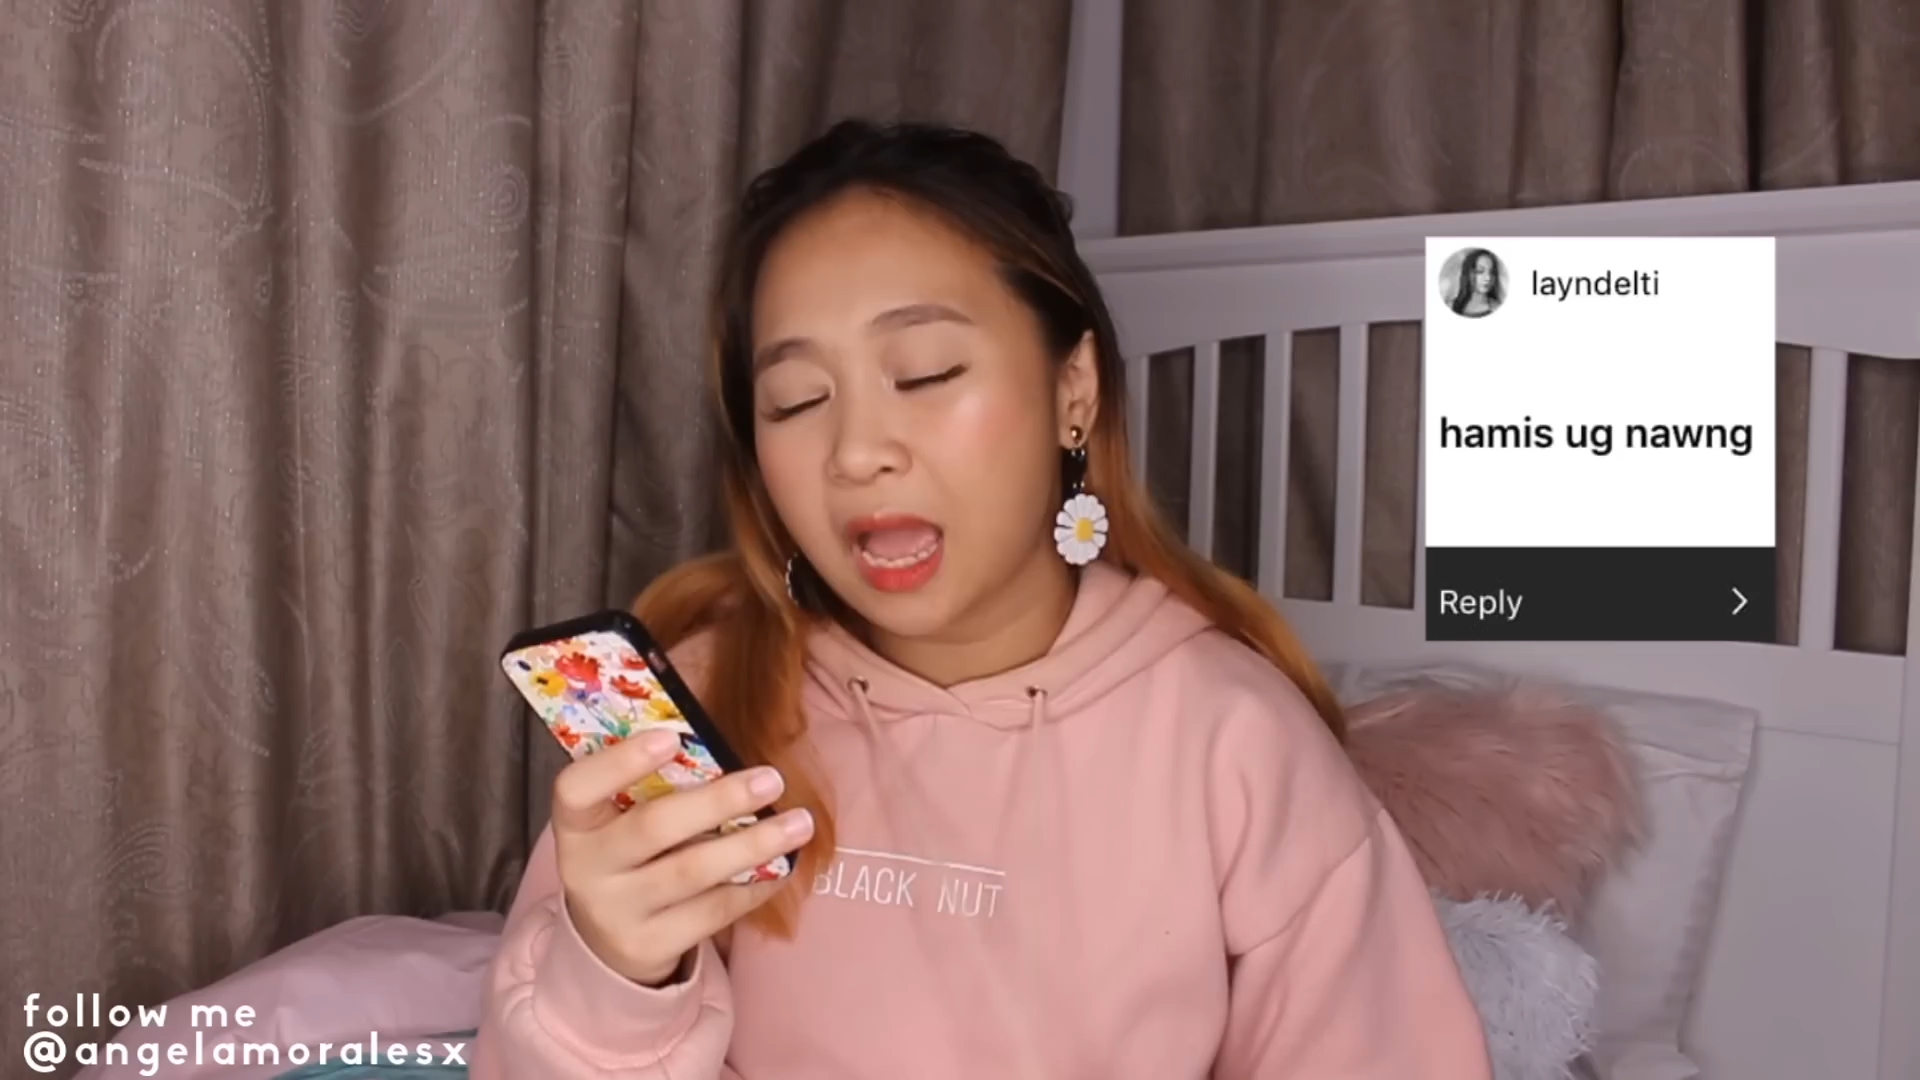 layndelti
hamis ug nawng
Reply
BLACK NUT
follow me
@angelamoralesx